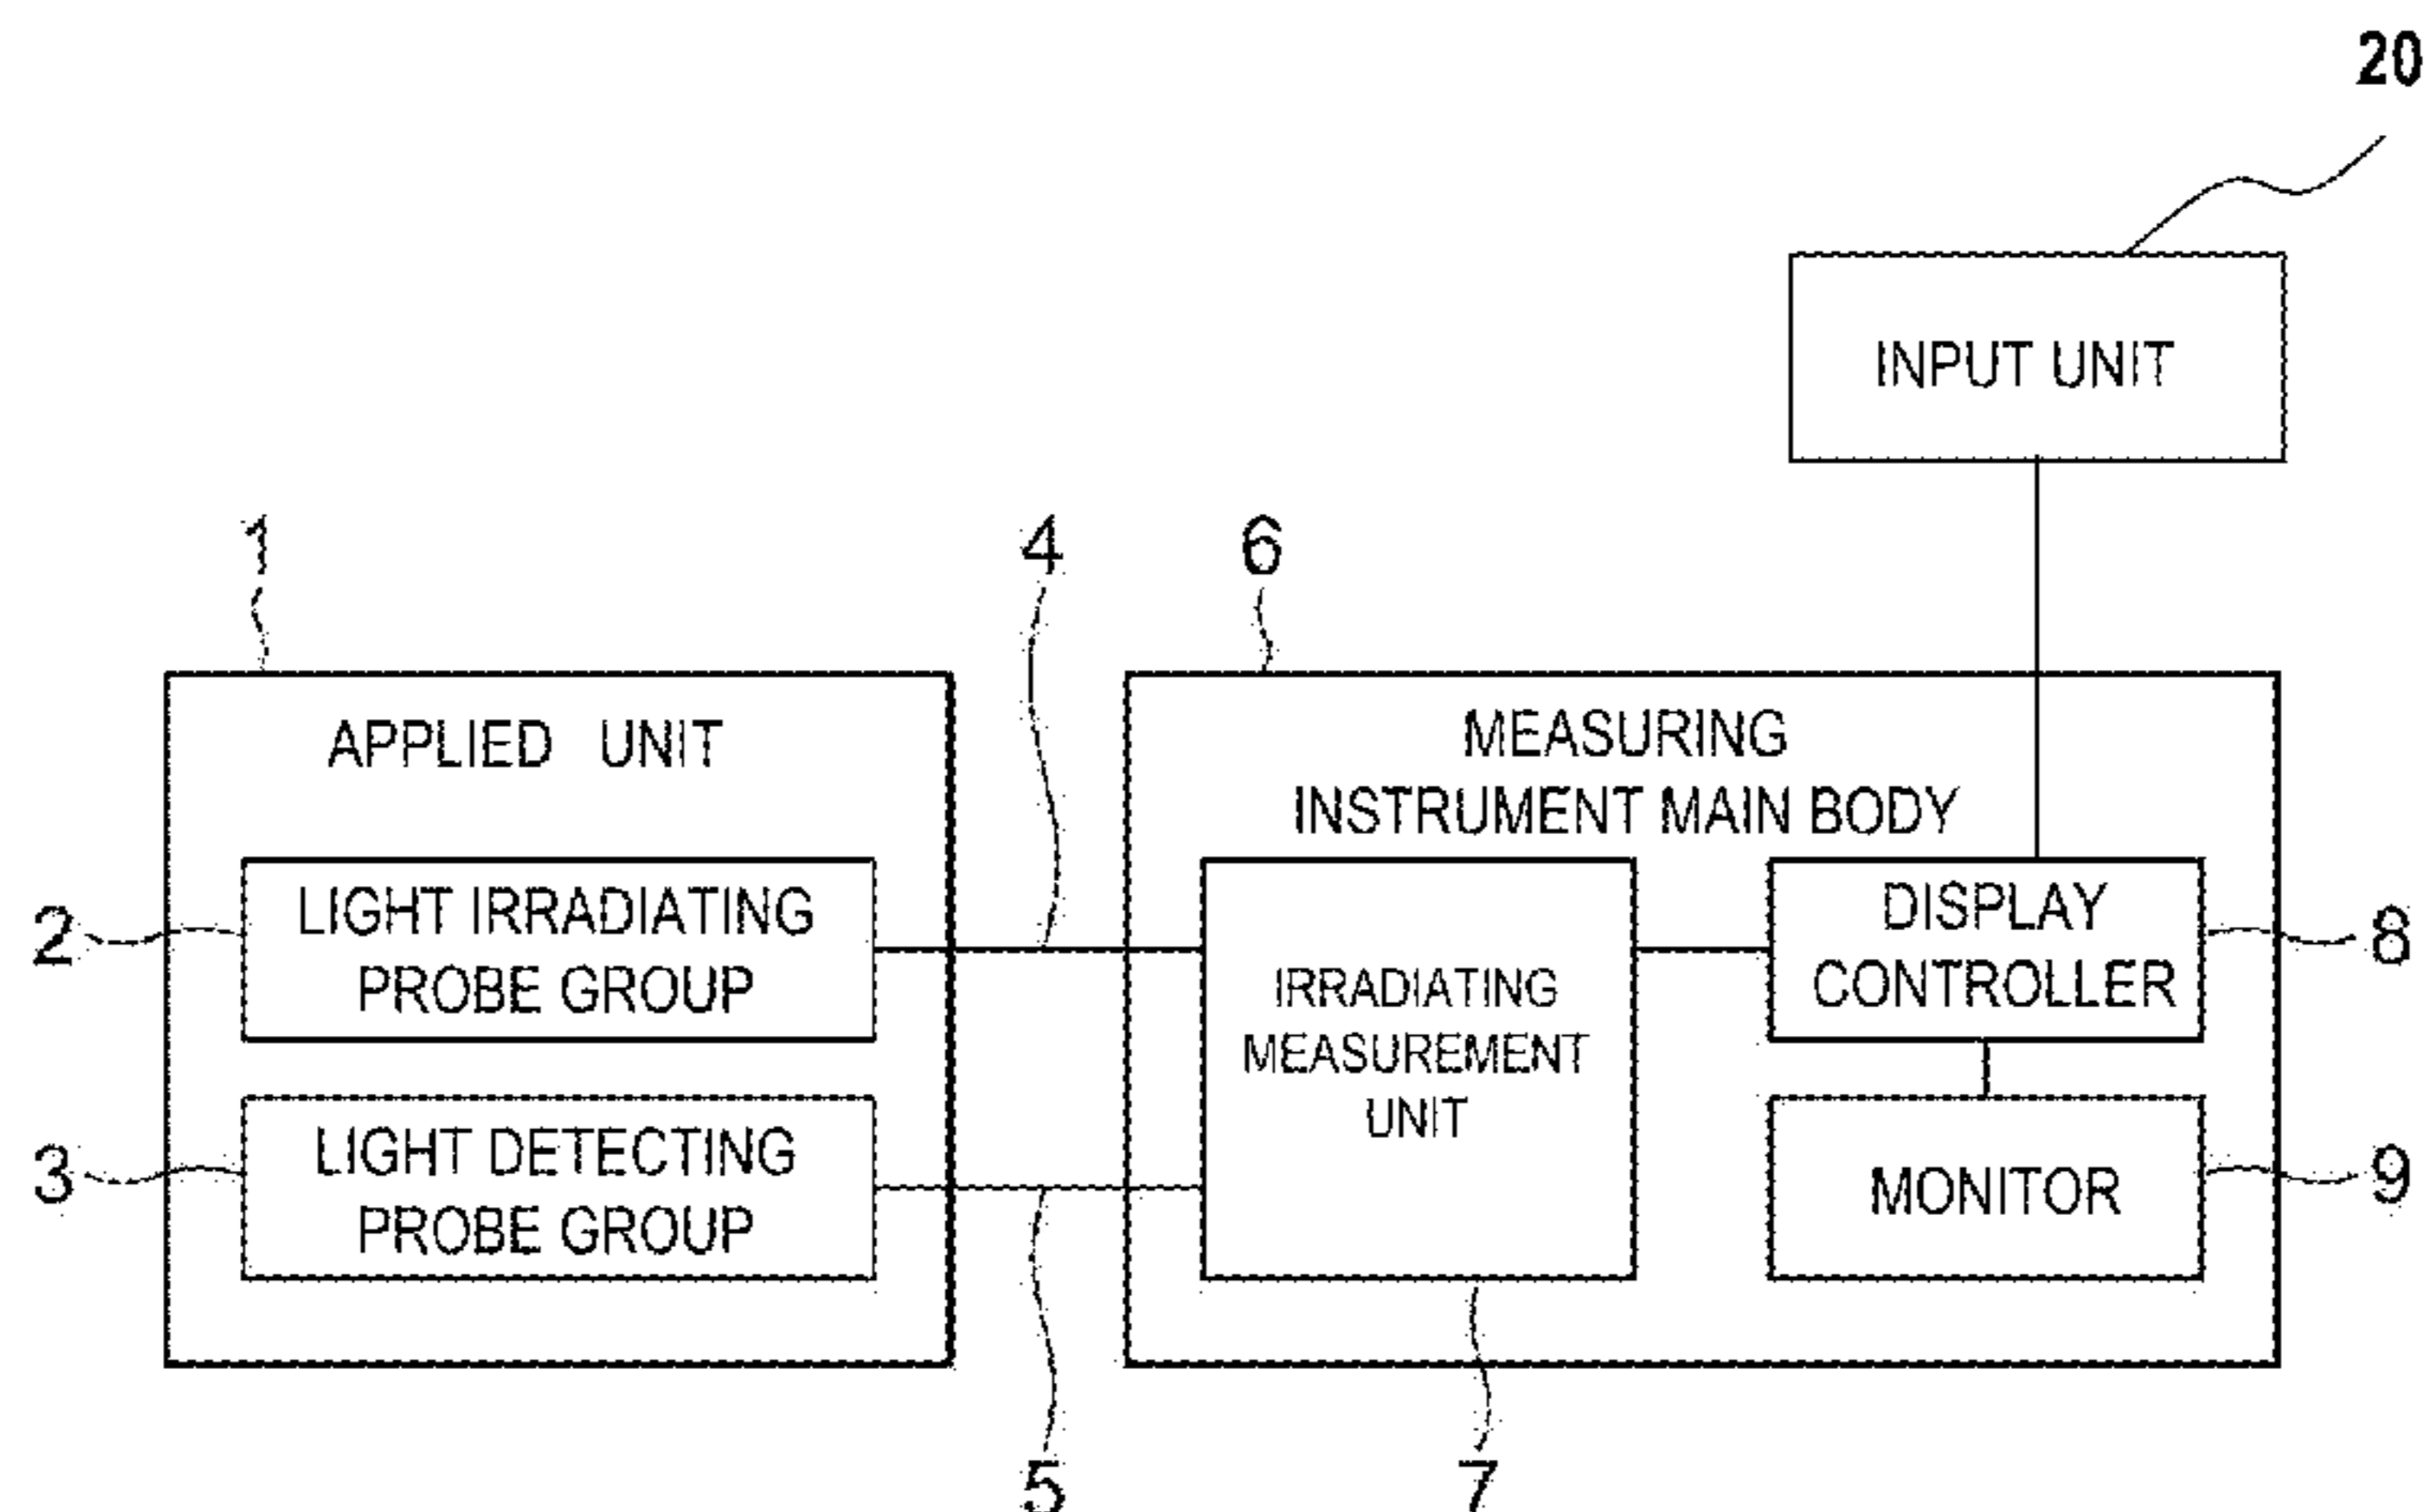 20
INPUT UNIT
1
4
6
APPLIED UNIT
MEASURING
INSTRUMENT MAIN BODY
2
LIGHT IRRADIATING
PROBE GROUP
IRRADIATING
MEASUREMENT
UNIT
DISPLAY
CONTROLLER
8
3
LIGHT DETECTING
PROBE GROUP
MONITOR
9
5
7